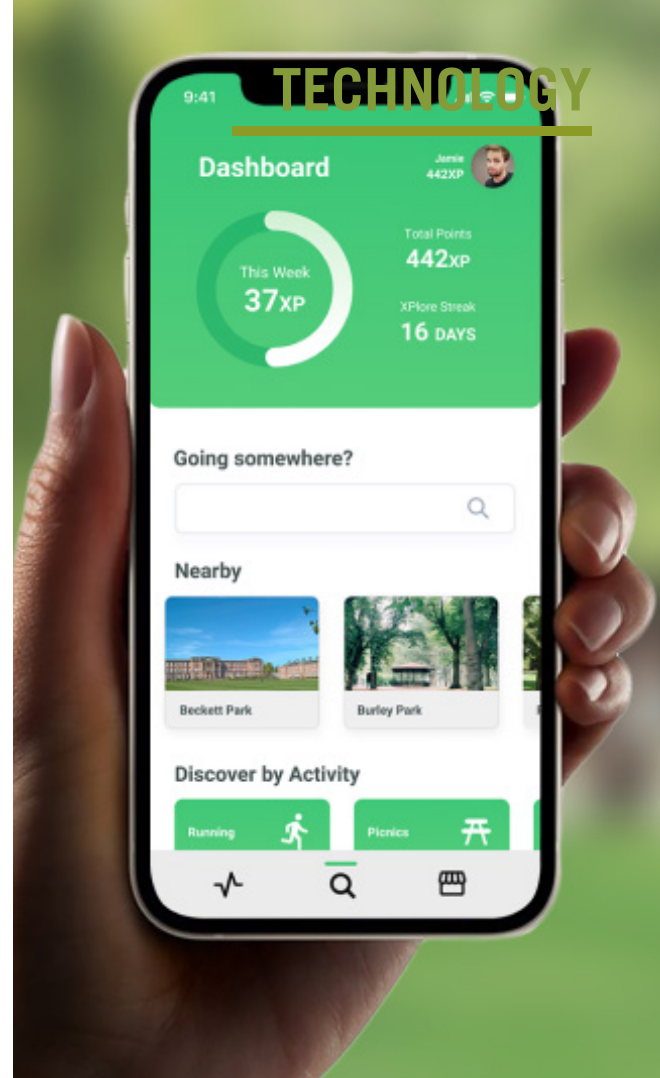 TECHNOLOGY
9:41
Dashboard
Jamie
442XP
This Week
37XP
Total Points
442XP
XPlore Streak
16 DAYS
Going somewhere?
Nearby
Beckett Park
Burley Park
Discover by Activity
Running
Picnics